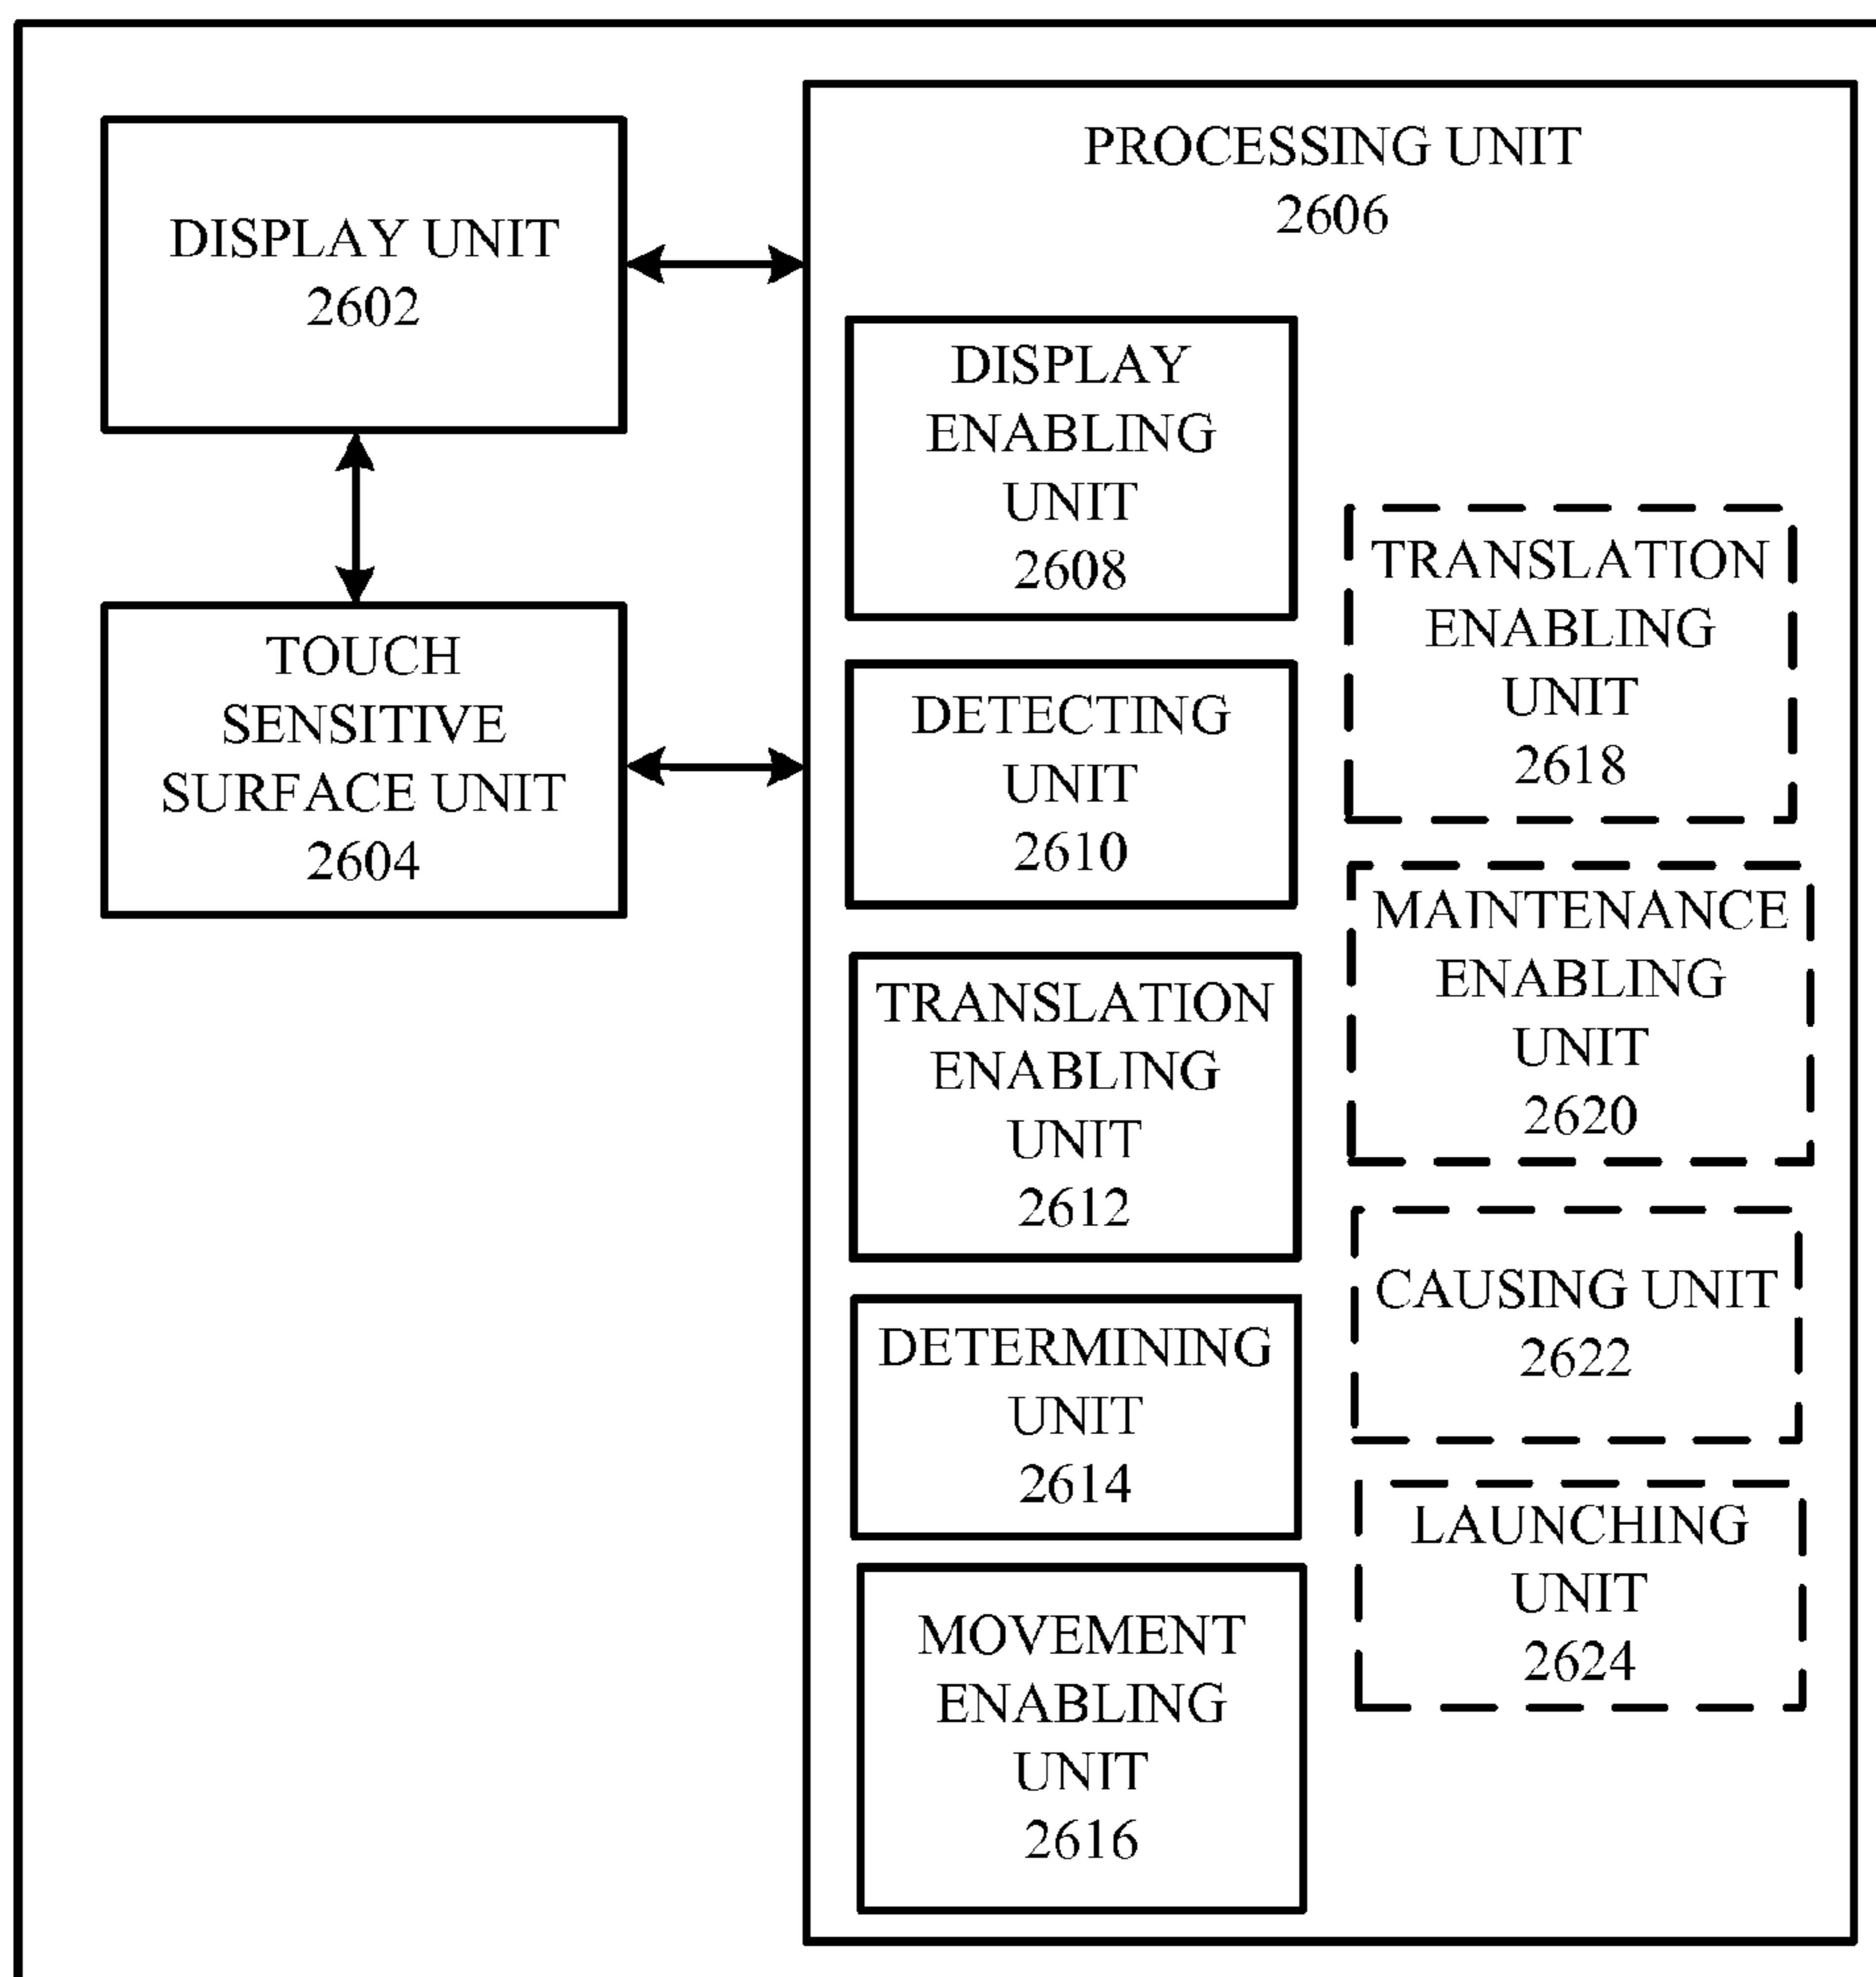 DISPLAY UNIT
2602
TOUCH
SENSITIVE
SURFACE UNIT
2604
PROCESSING UNIT
2606
DISPLAY
ENABLING
UNIT
2608
DETECTING
UNIT
2610
TRANSLATION
ENABLING
UNIT
2612
DETERMINING
UNIT
2614
MOVEMENT
ENABLING
UNIT
2616
TRANSLATION
ENABLING
UNIT
2618
MAINTENANCE
ENABLING
UNIT
2620
CAUSING UNIT
2622
LAUNCHING
UNIT
2624